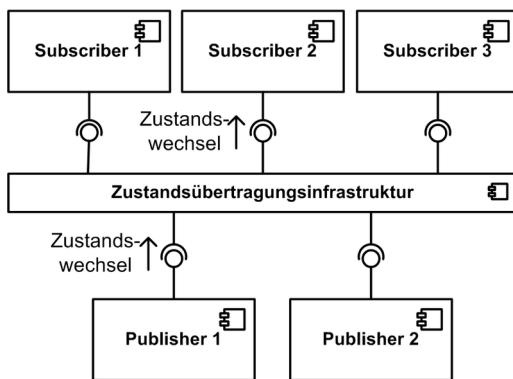 Subscriber 1
Subscriber 2
Subscriber 3
Zustands-
wechsel
Zustandsübertragungsinfrastruktur
Zustands-
wechsel
Publisher 1
Publisher 2